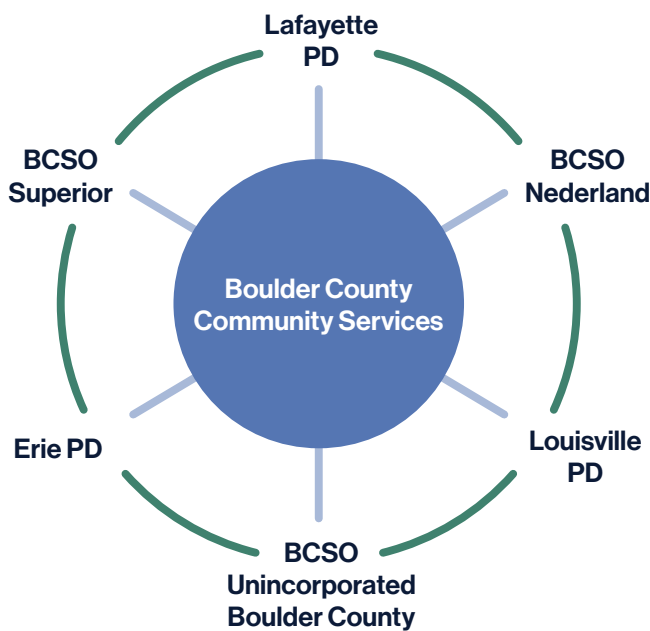 Lafayette
PD
BCSO
Superior
BCSO
Nederland
Boulder County
Community Services
Erie PD
Louisville
PD
BCSO
Unincorporated
Boulder County